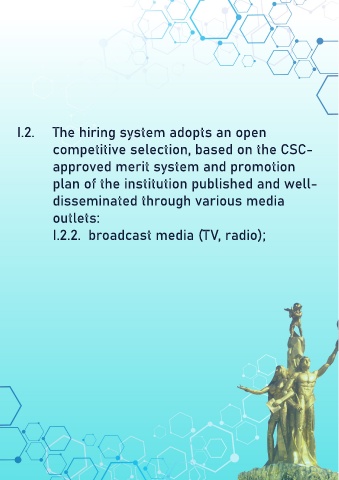 I.2. The hiring system adopts an open
competitive selection, based on the CSC-
approved merit system and promotion
plan of the institution published and well-
disseminated through various media
outlets:
I.2.2. broadcast media (TV, radio);